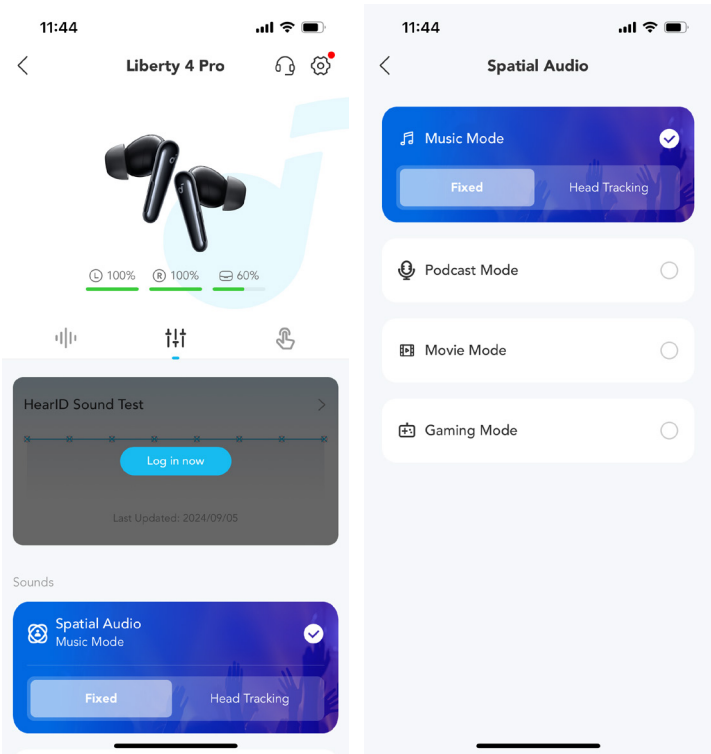 11:44
Liberty 4 Pro
L 100% R 100% 60%
HearID Sound Test
Log in now
Last Updated: 2024/09/05
Sounds
Spatial Audio
Music Mode
Fixed Head Tracking
11:44
Spatial Audio
Music Mode
Fixed Head Tracking
Podcast Mode
Movie Mode
Gaming Mode